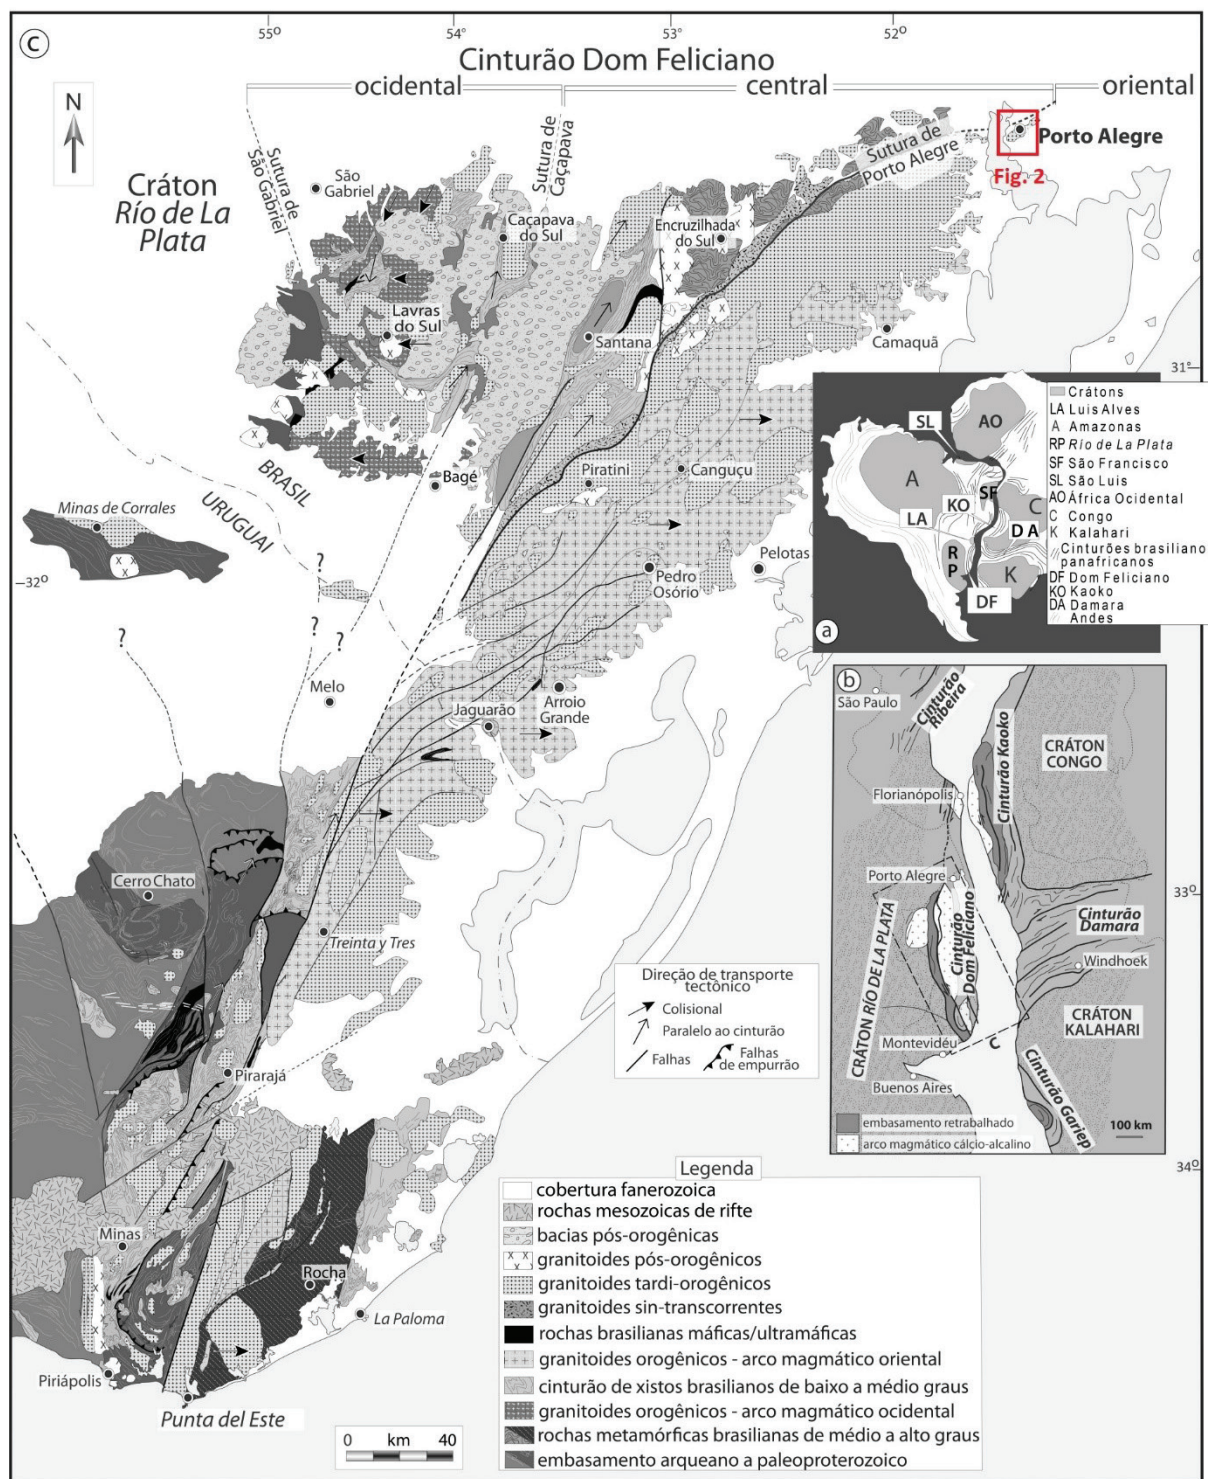 c
55°
54°
53°
52°
Cinturão Dom Feliciano
ocidental
central
oriental
N
Sutura de
São Gabriel
Sutura de
Caçapava
Sutura de
Porto Alegre
Porto Alegre
Fig. 2
Cráton
Río de La
Plata
São
Gabriel
Caçapava
do Sul
Encruzilhada
do Sul
Lavras
do Sul
Santana
Camaquã
31°
BRASIL
URUGUAI
Bagé
Piratini
Canguçu
Minas de Corrales
32°
Pelotas
Pedro
Osório
?
?
?
Melo
Jaguarão
Arroio
Grande
Cerro Chato
Treinta y Tres
33°
Pirarajá
34°
Minas
Rocha
La Paloma
Piriápolis
Punta del Este
0 km 40
AO
SL
A
SF
KO
C
LA
D A
R
P
K
DF
a
Crátons
LA Luis Alves
A Amazonas
RP Río de La Plata
SF São Francisco
SL São Luis
AO África Ocidental
C Congo
K Kalahari
Cinturões brasiliano
panafricanos
DF Dom Feliciano
KO Kaoko
DA Damara
Andes
b
São Paulo
Cinturão
Ribeira
Cinturão Kaoko
CRÁTON
CONGO
Florianópolis
Porto Alegre
CRÁTON RÍO DE LA PLATA
Cinturão
Dom Feliciano
Cinturão
Damara
Windhoek
CRÁTON
KALAHARI
Montevidéu
C
Buenos Aires
Cinturão Gariep
embasamento retrabalhado
arco magmático cálcio-alcalino
100 km
Direção de transporte
tectônico
Colisional
Paralelo ao cinturão
Falhas
Falhas
de empurrão
Legenda
cobertura fanerozoica
rochas mesozoicas de rifte
bacias pós-orogênicas
granitoides pós-orogênicos
granitoides tardi-orogênicos
granitoides sin-transcorrentes
rochas brasilianas máficas/ultramáficas
granitoides orogênicos - arco magmático oriental
cinturão de xistos brasilianos de baixo a médio graus
granitoides orogênicos - arco magmático ocidental
rochas metamórficas brasilianas de médio a alto graus
embasamento arqueano a paleoproterozoico